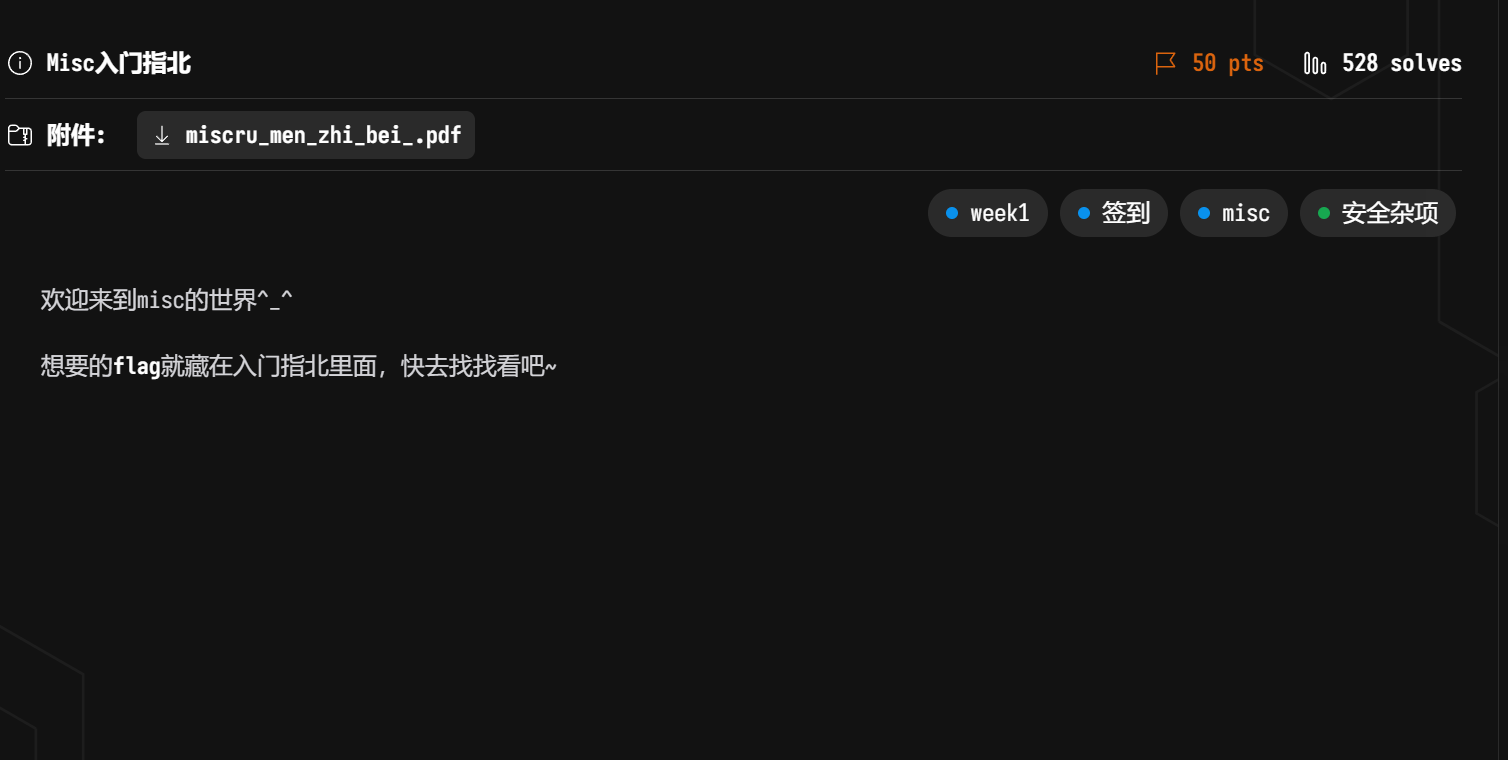 Misc入门指北 50 pts 528 solves
附件: miscru_men_zhi_bei_.pdf
week1 签到 misc 安全杂项
欢迎来到misc的世界^_^
想要的flag就藏在入门指北里面，快去找找看吧~